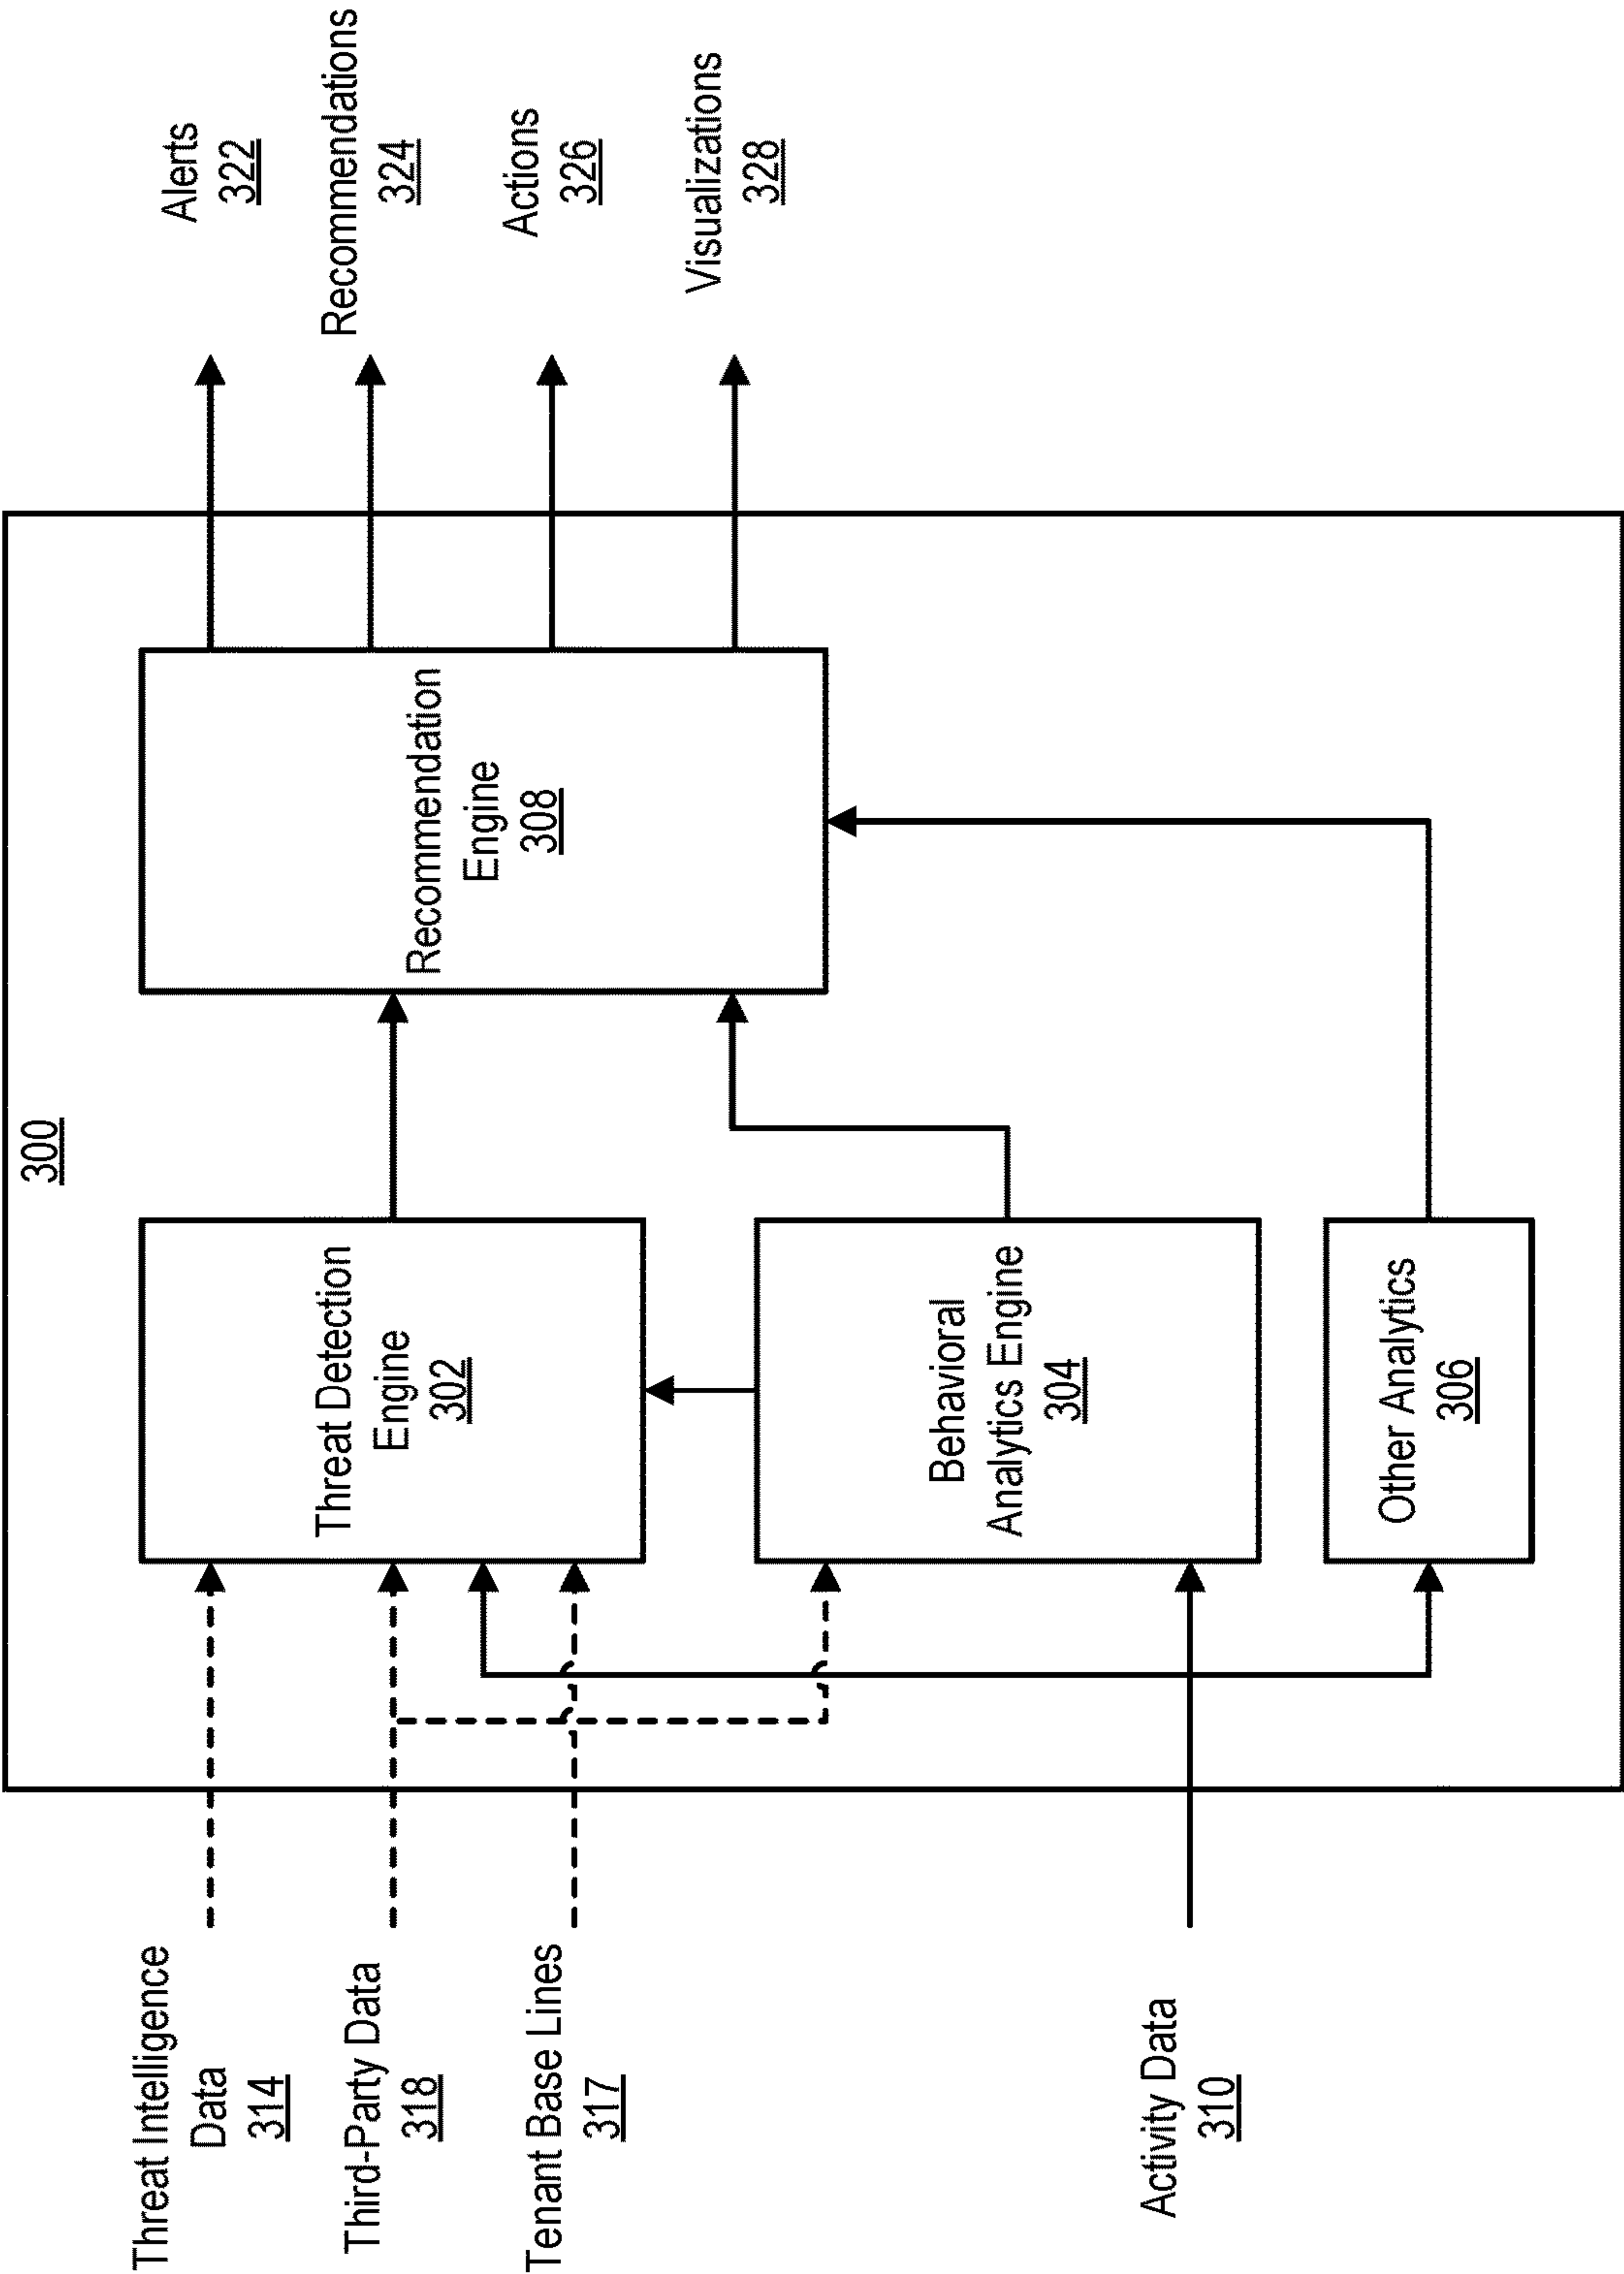 300
Threat Intelligence
Data
314
Third-Party Data
318
Tenant Base Lines
317
Activity Data
310
Threat Detection
Engine
302
Behavioral
Analytics Engine
304
Other Analytics
306
Recommendation
Engine
308
Alerts
322
Recommendations
324
Actions
326
Visualizations
328